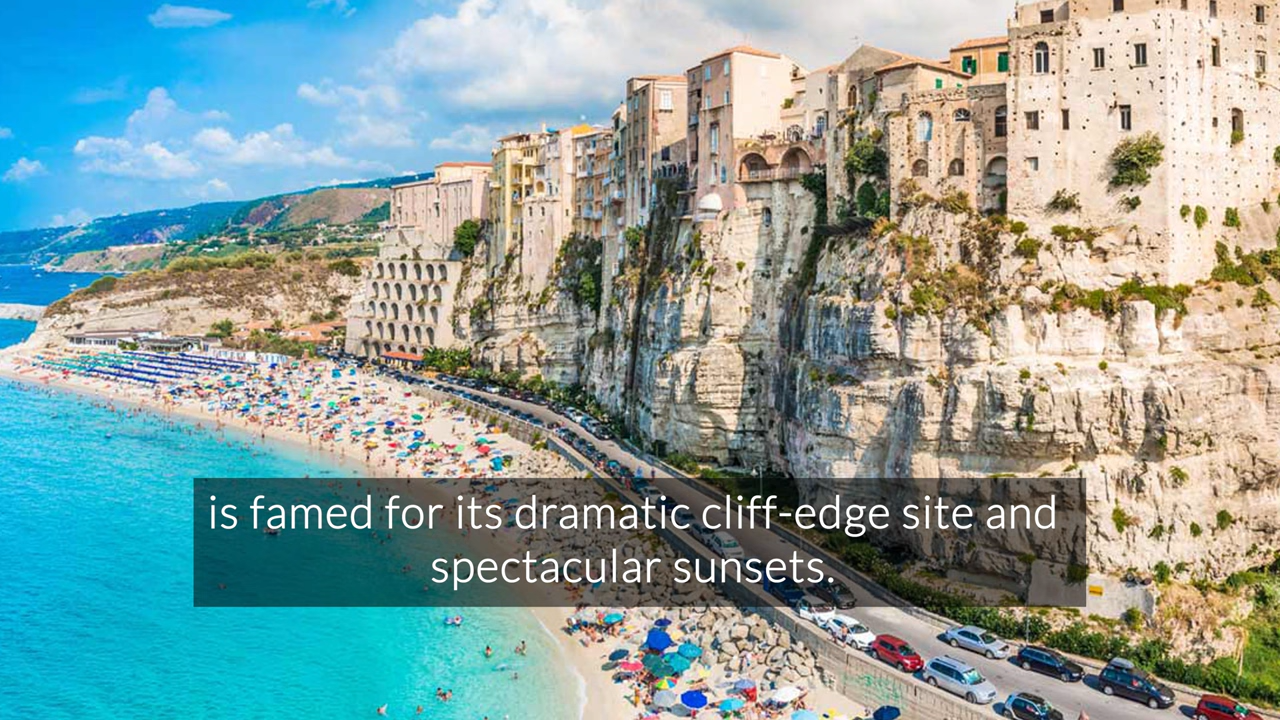 is famed for its dramatic cliff-edge site and
spectacular sunsets.